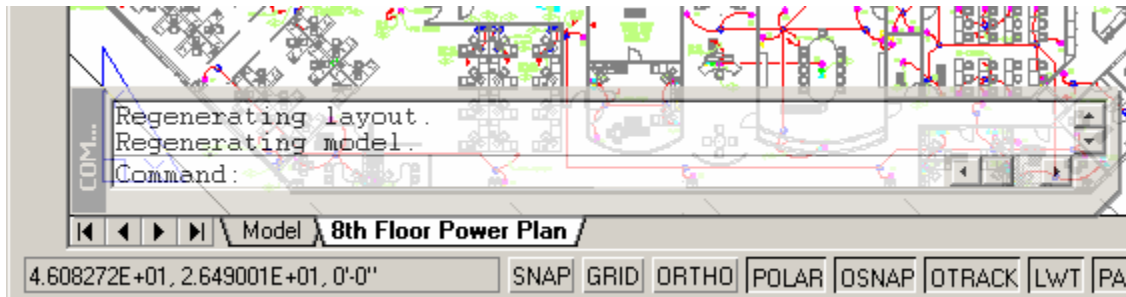 Regenerating layout.
Regenerating model.
COM...
Command:
Model 8th Floor Power Plan
4.608272E+01, 2.649001E+01, 0'-0" SNAP GRID ORTHO POLAR OSNAP OTRACK LWT PA